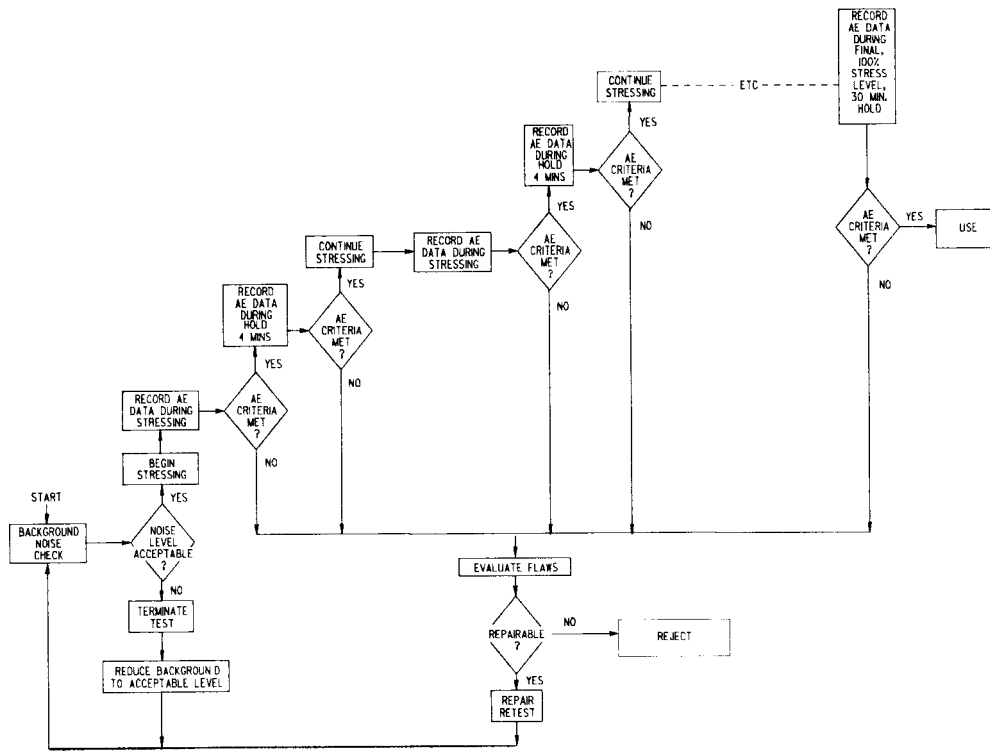 START
BACKGROUND
NOISE
CHECK
NOISE
LEVEL
ACCEPTABLE
?
YES
NO
TERMINATE
TEST
REDUCE BACKGROUND
TO ACCEPTABLE LEVEL
BEGIN
STRESSING
RECORD AE
DATA DURING
STRESSING
AE
CRITERIA
MET
?
YES
NO
RECORD
AE DATA
DURING
HOLD
4 MINS
AE
CRITERIA
MET
?
YES
NO
CONTINUE
STRESSING
RECORD AE
DATA DURING
STRESSING
AE
CRITERIA
MET
?
YES
NO
RECORD
AE DATA
DURING
HOLD
4 MINS
AE
CRITERIA
MET
?
YES
NO
CONTINUE
STRESSING
ETC
RECORD
AE DATA
DURING
FINAL,
100%
STRESS
LEVEL,
30 MIN.
HOLD
AE
CRITERIA
MET
?
YES
USE
NO
EVALUATE FLAWS
REPAIRABLE
?
NO
REJECT
YES
REPAIR
RETEST